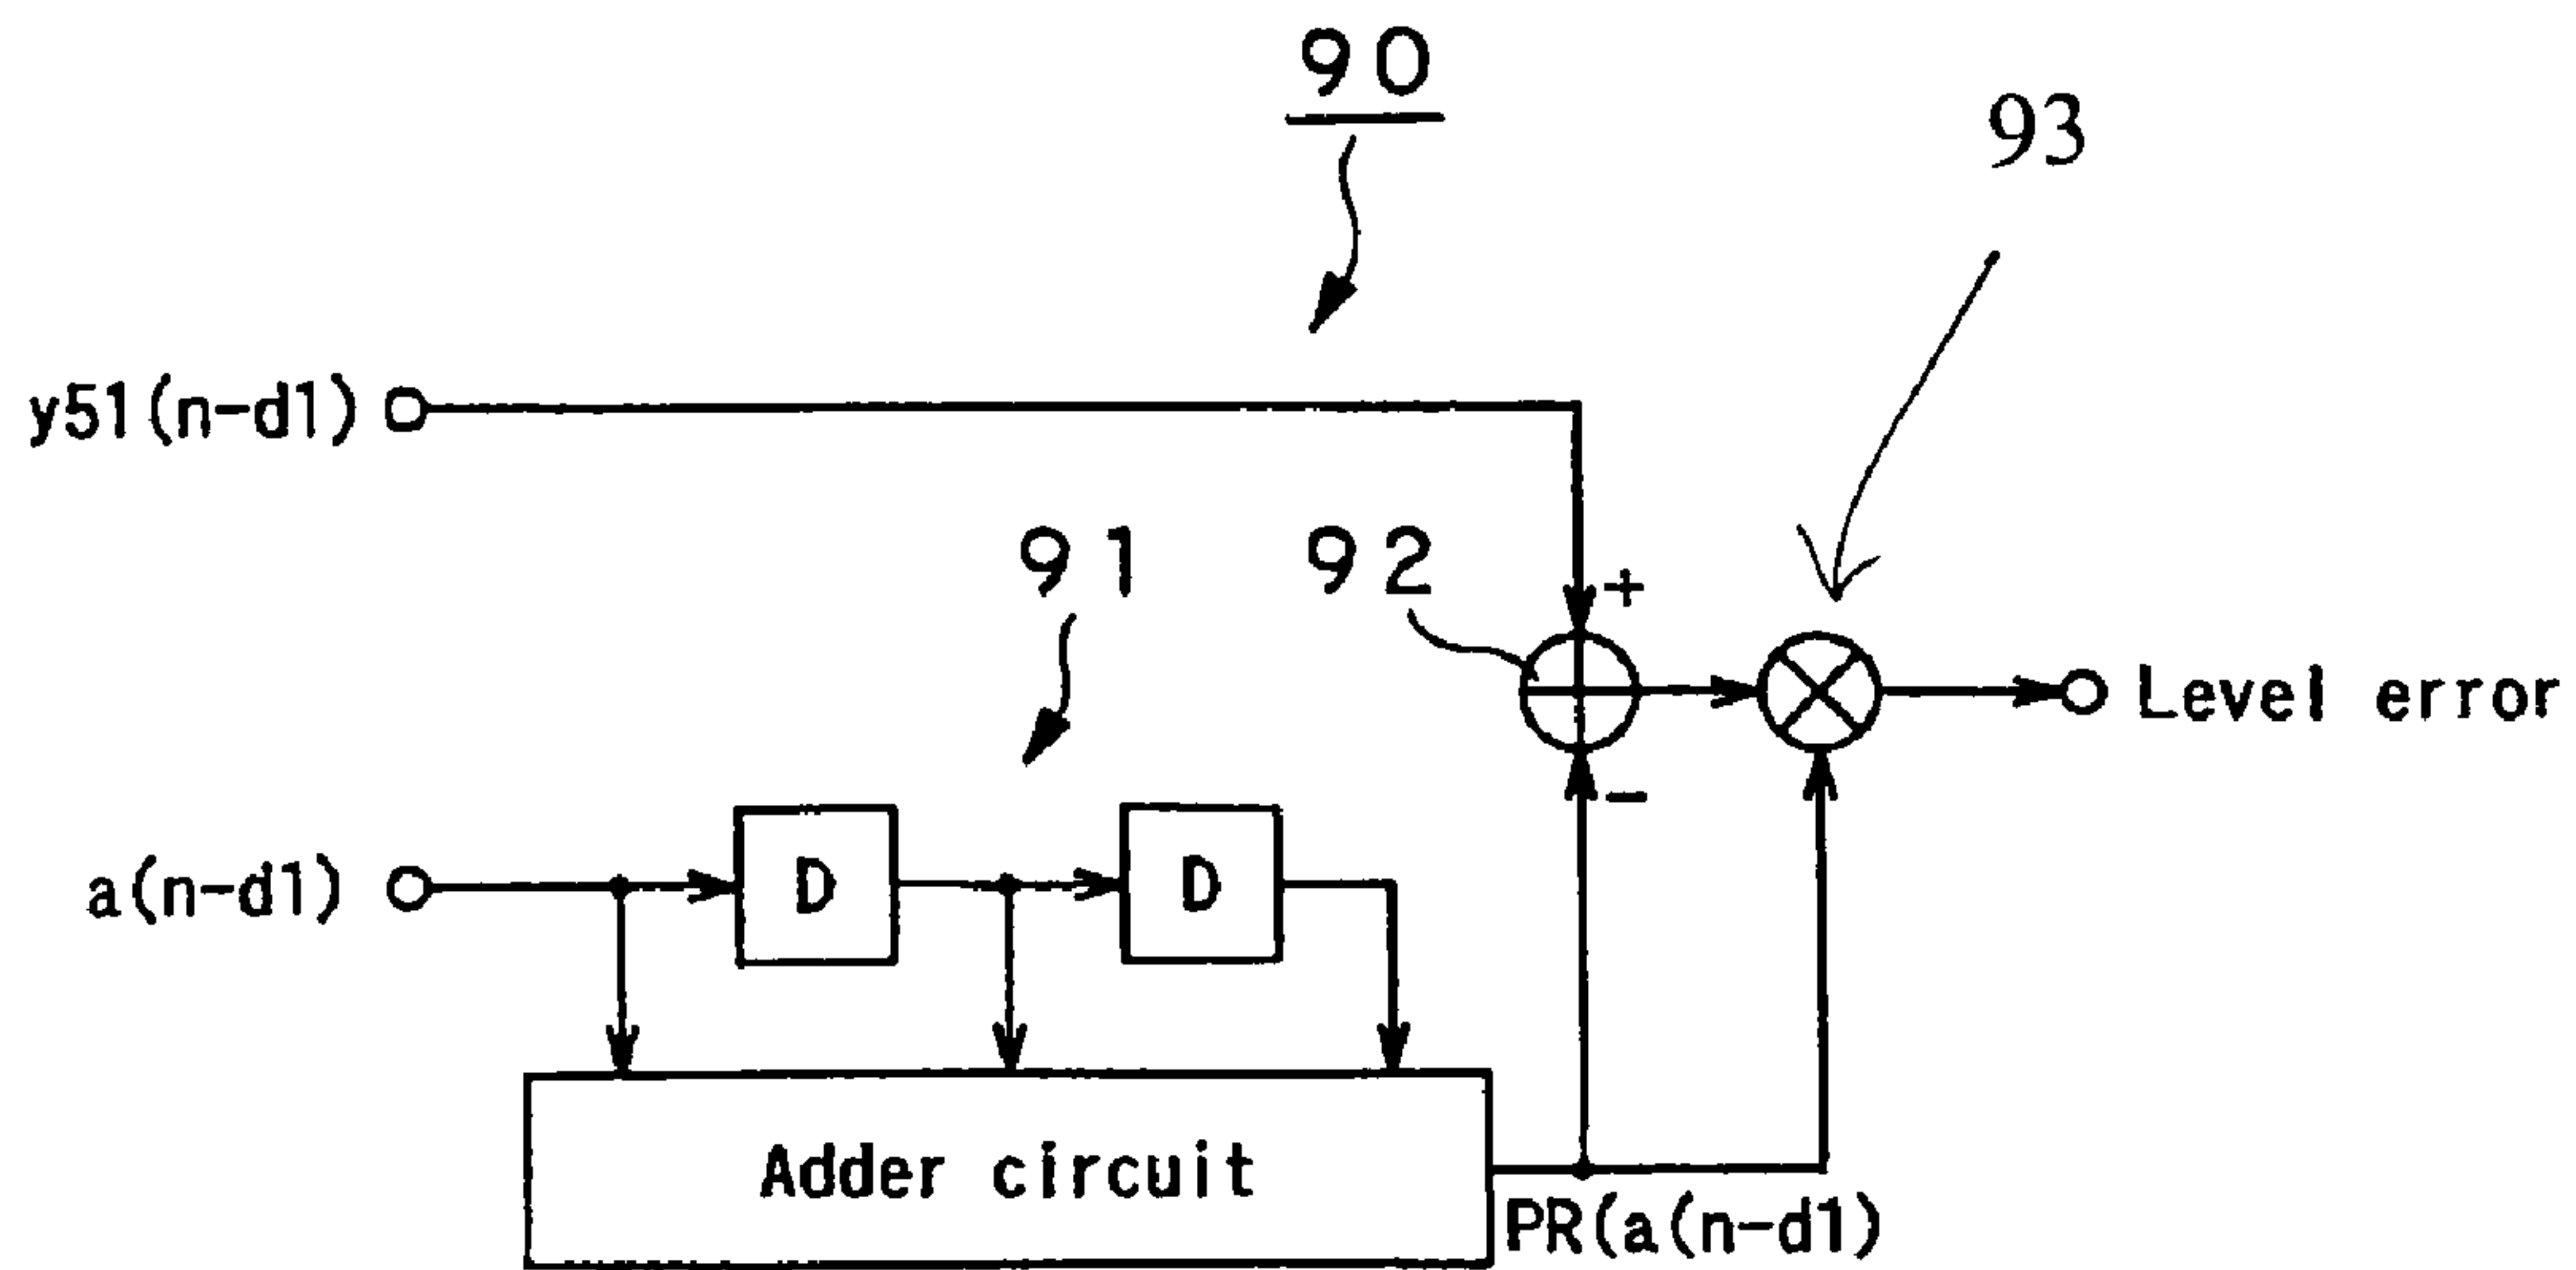 90
93
y51(n-d1)
91
92
+
Level error
-
D
D
a(n-d1)
Adder circuit
PR(a(n-d1)